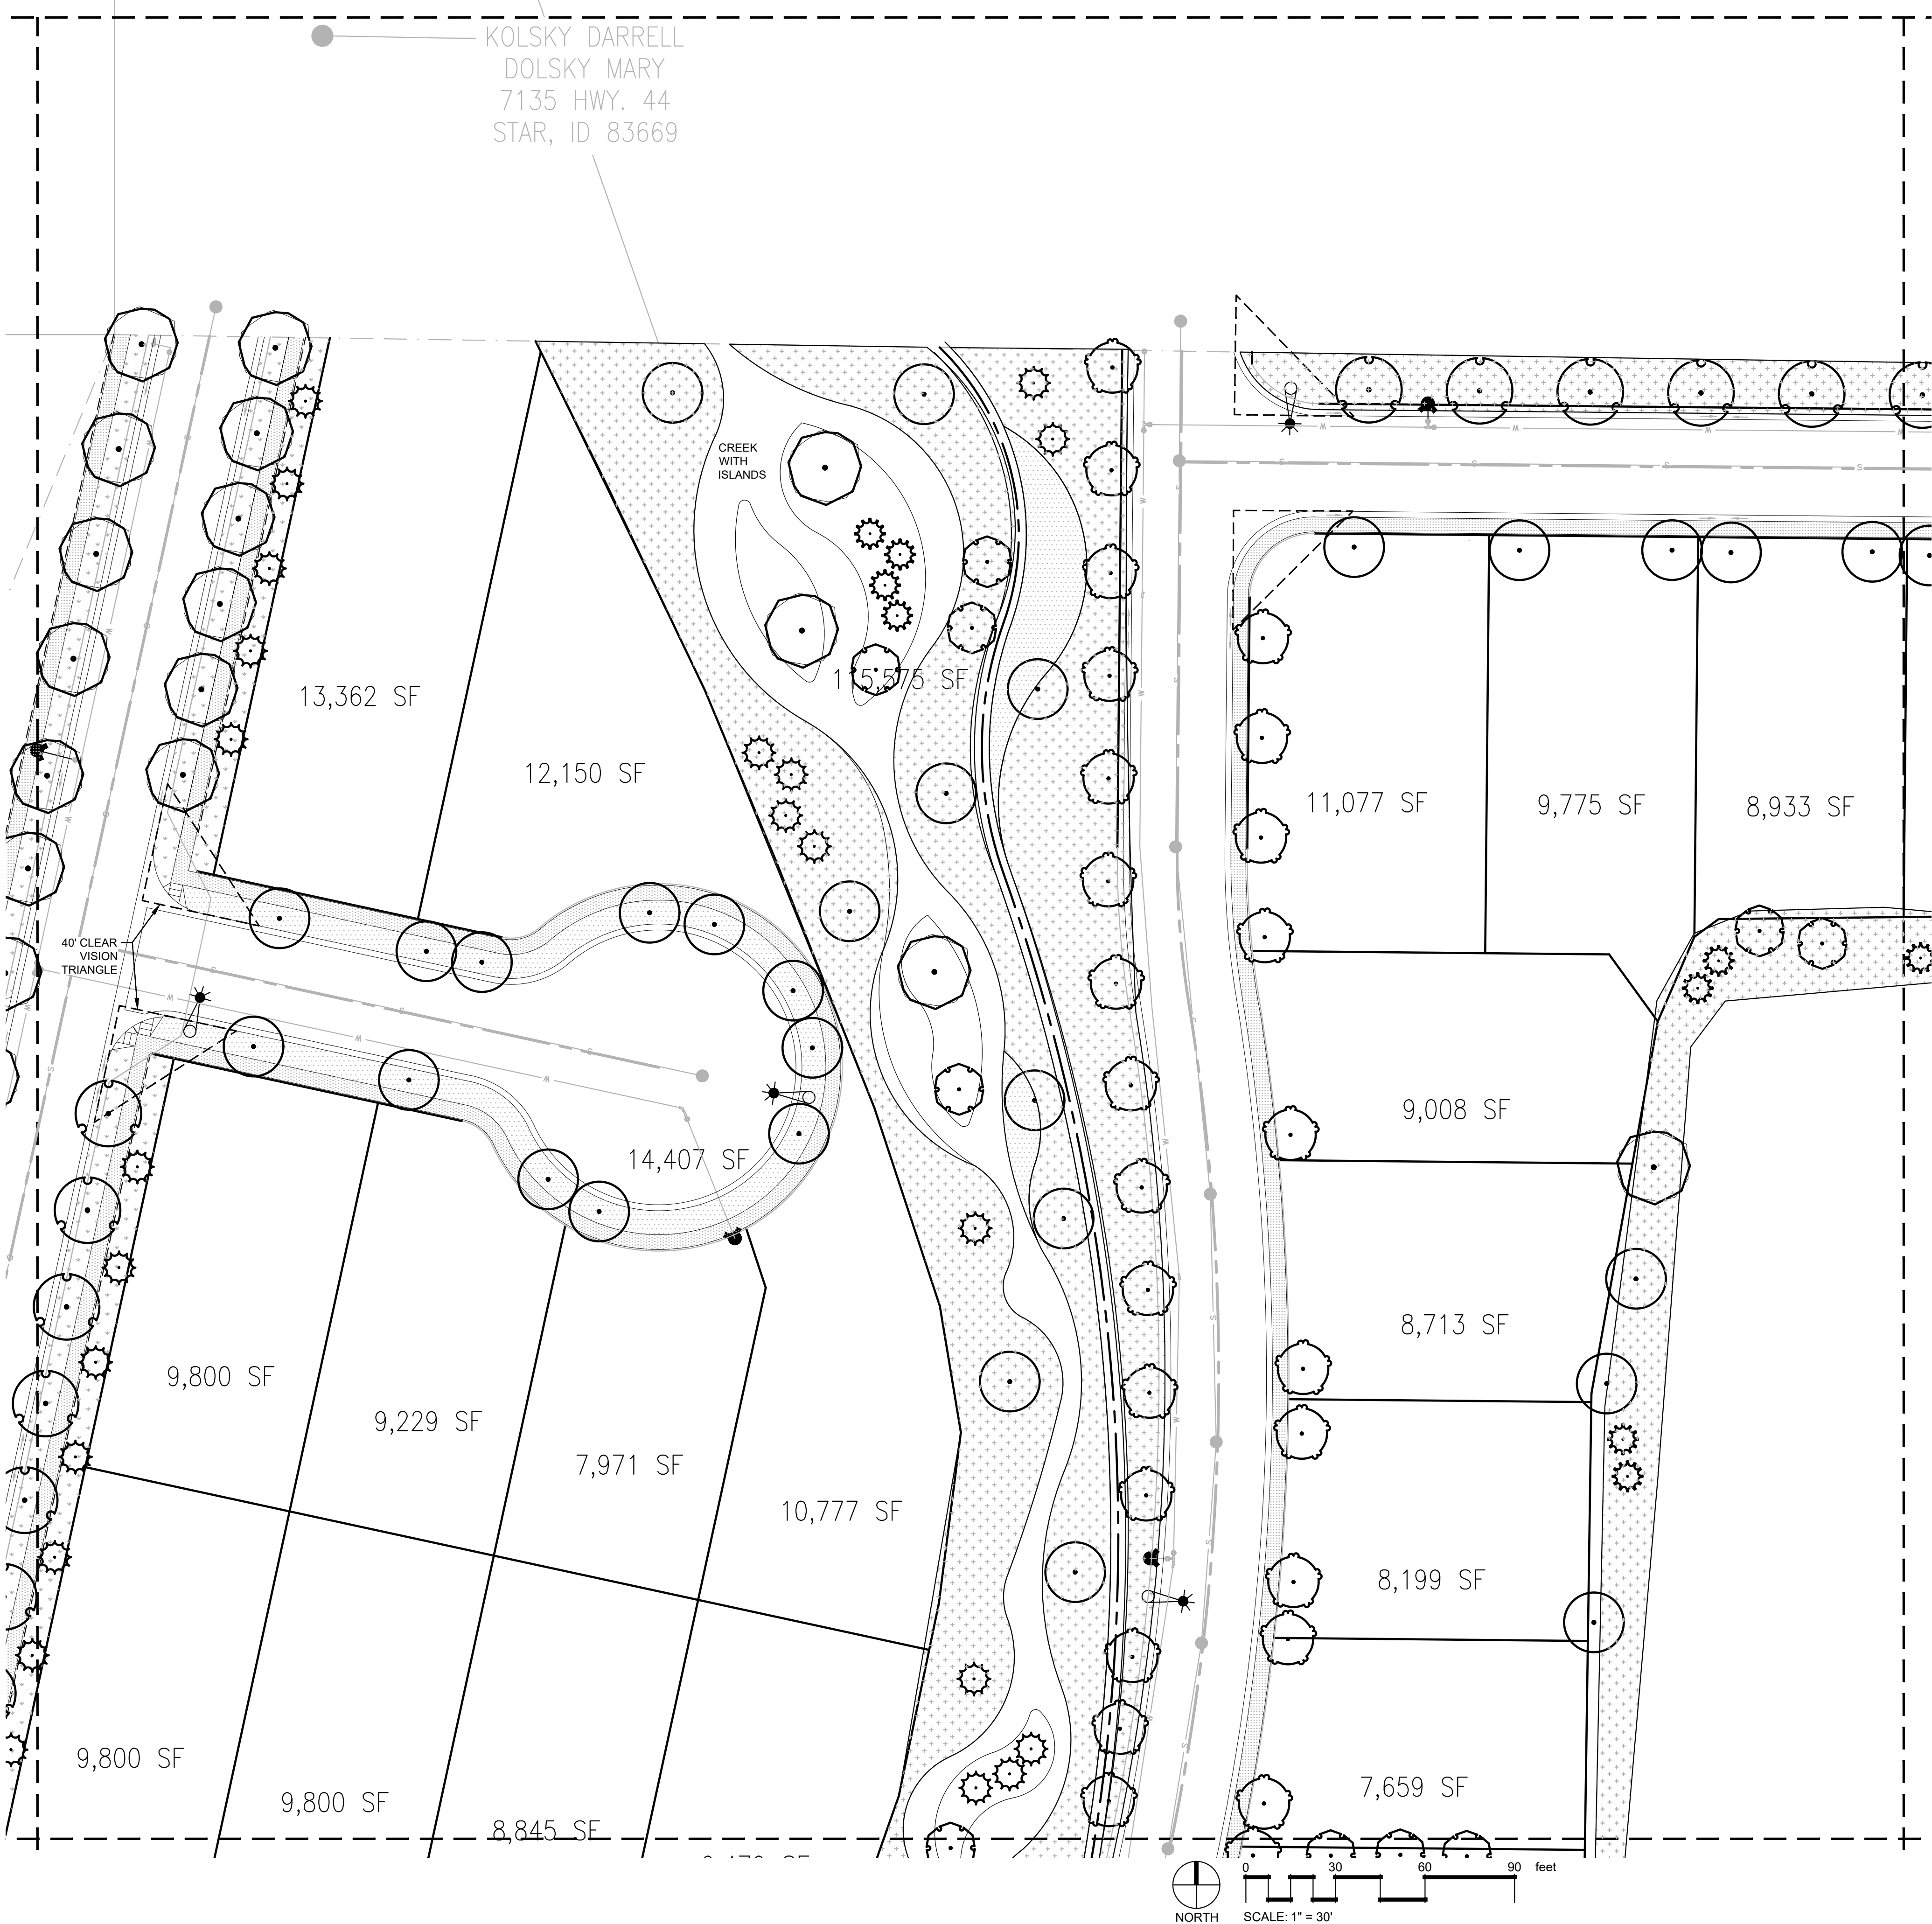 KOLSKY DARRELL
DOLSKY MARY
7135 HWY. 44
STAR, ID 83669
CREEK
WITH
ISLANDS
115,575 SF
13,362 SF
12,150 SF
11,077 SF
9,775 SF
8,933 SF
40' CLEAR
VISION
TRIANGLE
9,008 SF
14,407 SF
8,713 SF
9,800 SF
9,229 SF
7,971 SF
10,777 SF
8,199 SF
9,800 SF
9,800 SF
8,845 SF
7,659 SF
0 30 60 90 feet
NORTH
SCALE: 1" = 30'